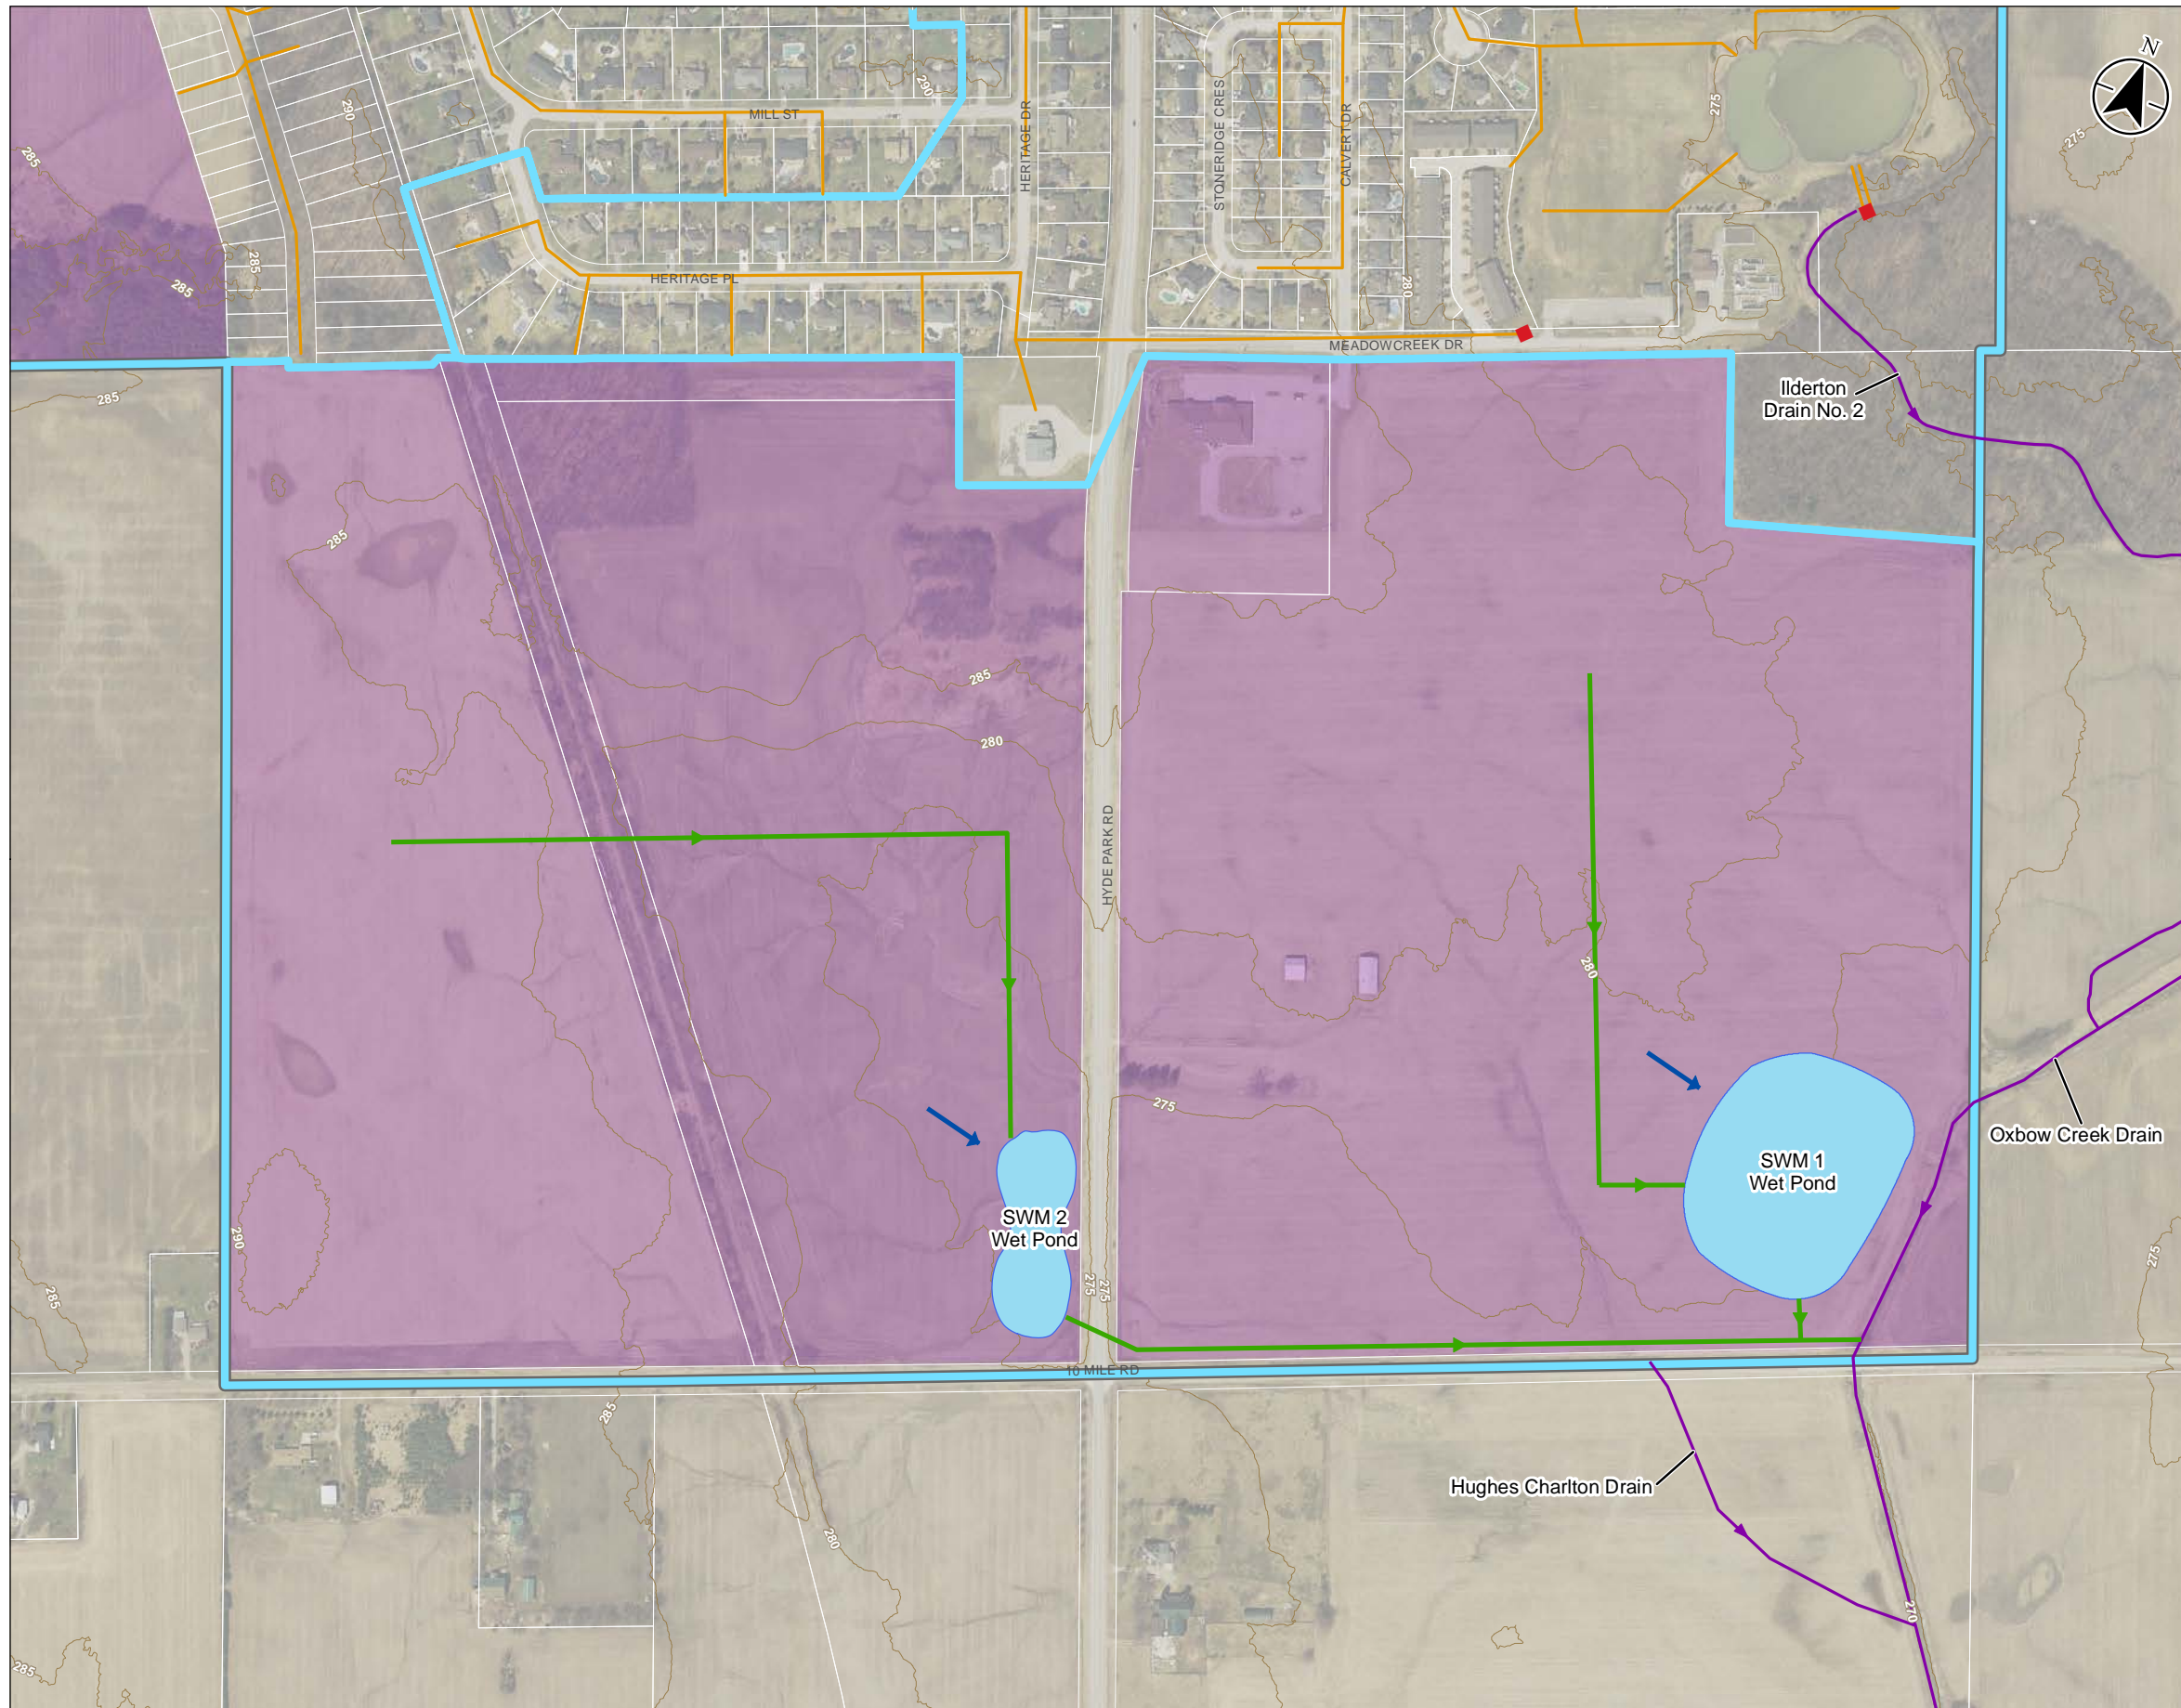 N
290
290
MILL ST
HERITAGE DR
STONERIDGE CRES
CALVERT DR
275
275
285
285
285
HERITAGE PL
280
MEADOWCREEK DR
285
Ilderton
Drain No. 2
285
285
280
HYDE PARK RD
280
275
Oxbow Creek Drain
SWM 1
Wet Pond
SWM 2
Wet Pond
290
275
275
275
285
10 MILE RD
285
Hughes Charlton Drain
280
270
285